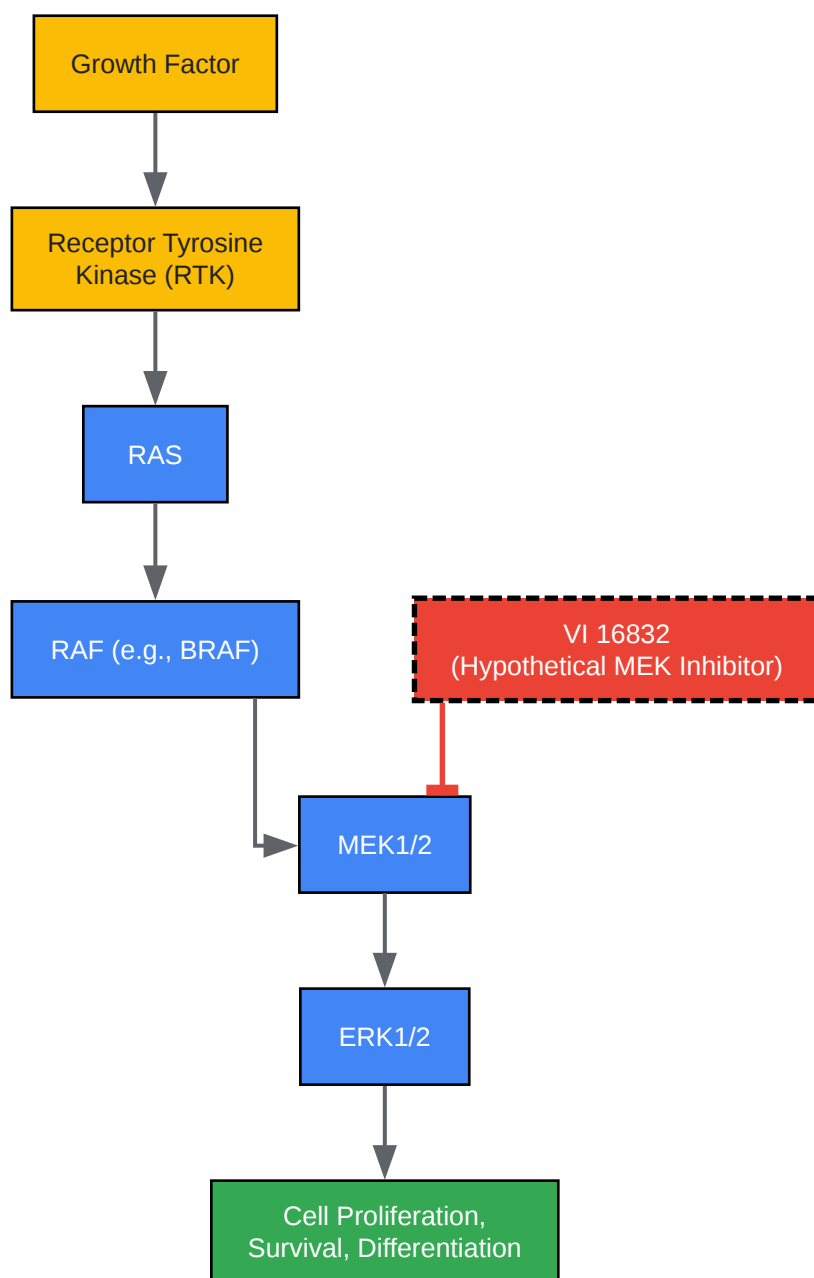 Growth Factor
Receptor Tyrosine
Kinase (RTK)
RAS
RAF (e.g., BRAF)
VI 16832
(Hypothetical MEK Inhibitor)
MEK1/2
ERK1/2
Cell Proliferation,
Survival, Differentiation